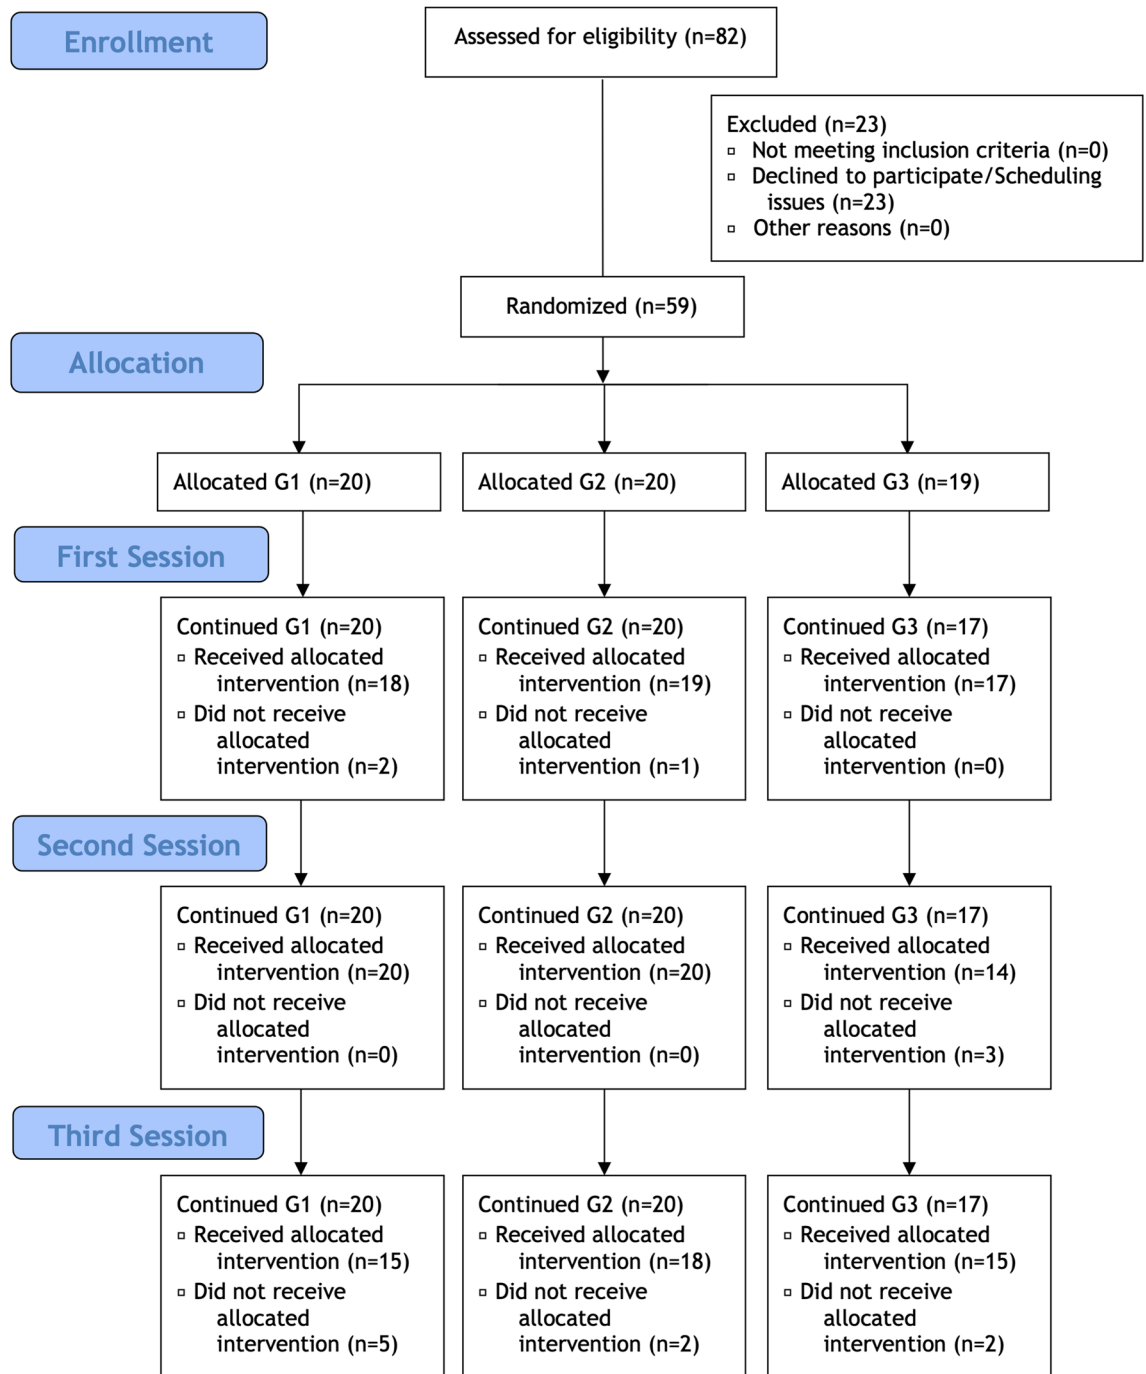 Enrollment
Assessed for eligibility (n=82)
Excluded (n=23)
▫ Not meeting inclusion criteria (n=0)
▫ Declined to participate/Scheduling
issues (n=23)
▫ Other reasons (n=0)
Randomized (n=59)
Allocation
Allocated G1 (n=20)
Allocated G2 (n=20)
Allocated G3 (n=19)
First Session
Continued G1 (n=20)
▫ Received allocated
intervention (n=18)
▫ Did not receive
allocated
intervention (n=2)
Continued G2 (n=20)
▫ Received allocated
intervention (n=19)
▫ Did not receive
allocated
intervention (n=1)
Continued G3 (n=17)
▫ Received allocated
intervention (n=17)
▫ Did not receive
allocated
intervention (n=0)
Second Session
Continued G1 (n=20)
▫ Received allocated
intervention (n=20)
▫ Did not receive
allocated
intervention (n=0)
Continued G2 (n=20)
▫ Received allocated
intervention (n=20)
▫ Did not receive
allocated
intervention (n=0)
Continued G3 (n=17)
▫ Received allocated
intervention (n=14)
▫ Did not receive
allocated
intervention (n=3)
Third Session
Continued G1 (n=20)
▫ Received allocated
intervention (n=15)
▫ Did not receive
allocated
intervention (n=5)
Continued G2 (n=20)
▫ Received allocated
intervention (n=18)
▫ Did not receive
allocated
intervention (n=2)
Continued G3 (n=17)
▫ Received allocated
intervention (n=15)
▫ Did not receive
allocated
intervention (n=2)